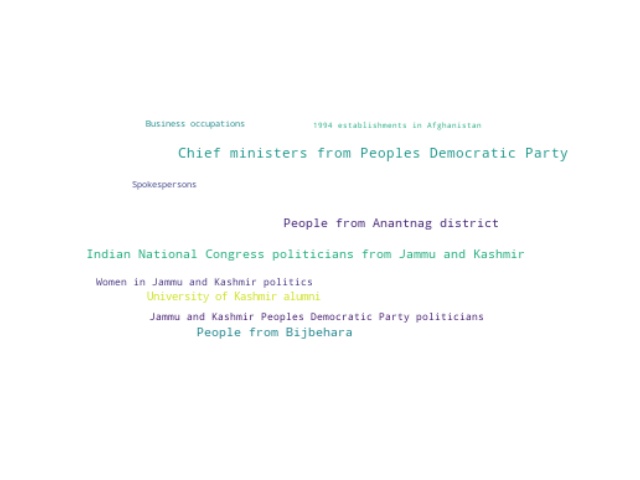 Business occupations
1994 establishments in Afghanistan
Chief ministers from Peoples Democratic Party
Spokespersons
People from Anantnag district
Indian National Congress politicians from Jammu and Kashmir
Women in Jammu and Kashmir politics
University of Kashmir alumni
Jammu and Kashmir Peoples Democratic Party politicians
People from Bijbehara